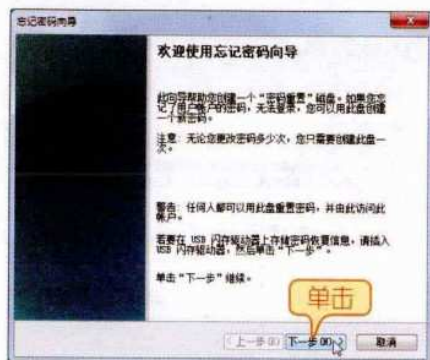 忘记密码向导
欢迎使用忘记密码向导
此向导帮助您创建一个“密码重置”磁盘。如果您忘
记了用户帐户的密码，无法登录，您可以用此盘创建
一个新密码。
注意: 无论您更改密码多少次，您只需要创建此盘一
次。
警告: 任何人都可以用此盘重置密码，并由此访问此
帐户。
若要在 USB 闪存驱动器上存储密码恢复信息，请插入
USB 闪存驱动器，然后单击“下一步”。
单击“下一步”继续。
单击
< 上一步(B)
下一步(N) >
取消